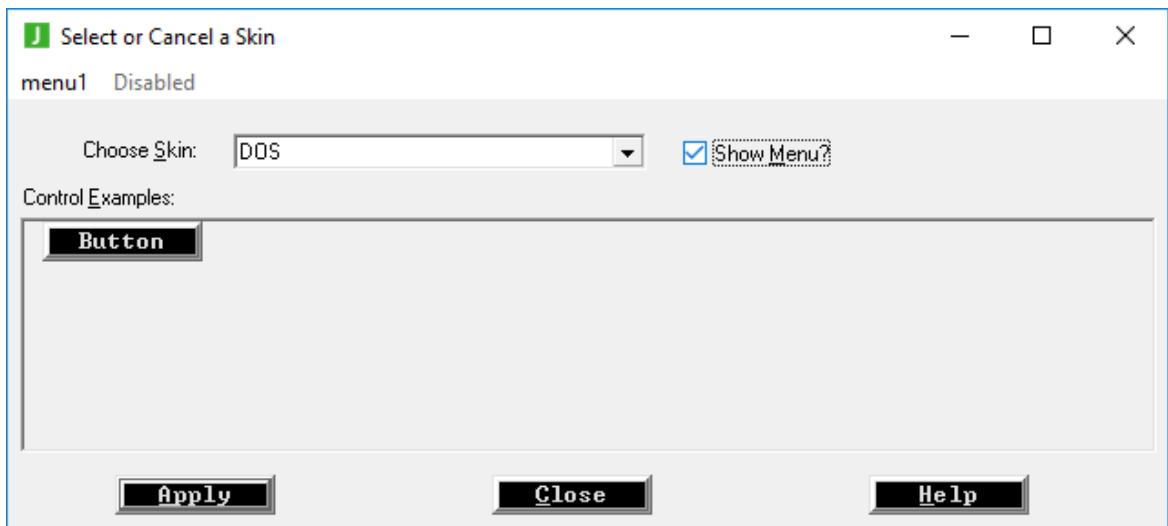 J Select or Cancel a Skin
menu1 Disabled
Choose Skin: DOS Show Menu?
Control Examples:
Button
Apply Close Help